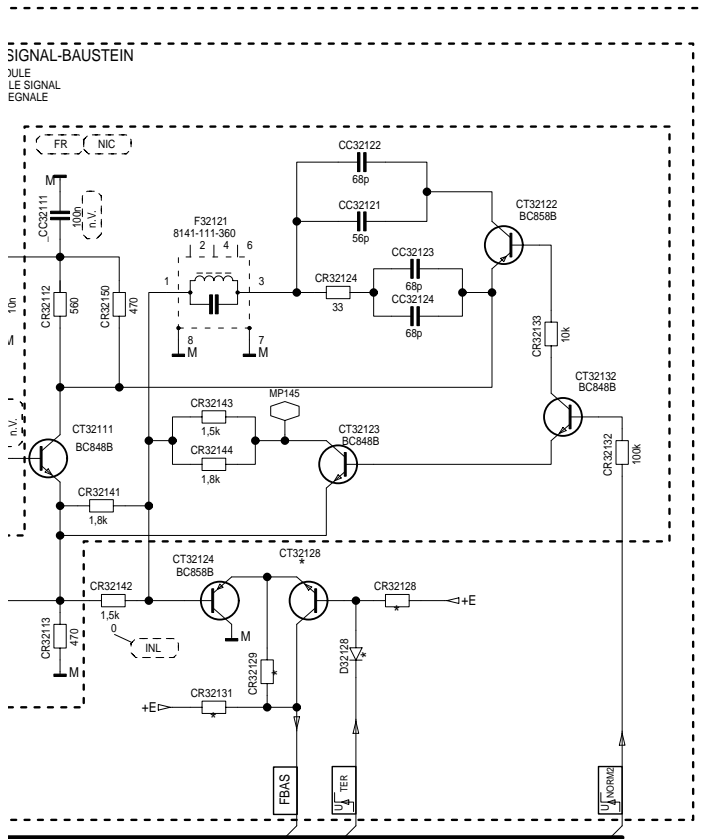 SIGNAL-BAUSTEIN
DULE
LE SIGNAL
EGNALE
FR
NIC
M
_CC32111
100n
n.V.
CC32122
68p
CC32121
56p
CT32122
BC858B
F32121
8141-111-360
2 4 6
1
3
8
7
M
M
CR32124
33
CC32123
68p
CC32124
68p
10n
M
CR32112
560
CR32150
470
CR32133
10k
CT32132
BC848B
MP145
CR32143
1,5k
CR32144
1,8k
CT32123
BC848B
n.V.
CT32111
BC848B
CR32132
100k
CR32141
1,8k
CT32124
BC858B
CT32128
*
CR32142
1,5k
0
INL
CR32128
*
+E
CR32113
470
M
M
CR32129
*
D32128
*
+E
CR32131
*
FBAS
U TER
U NORM2